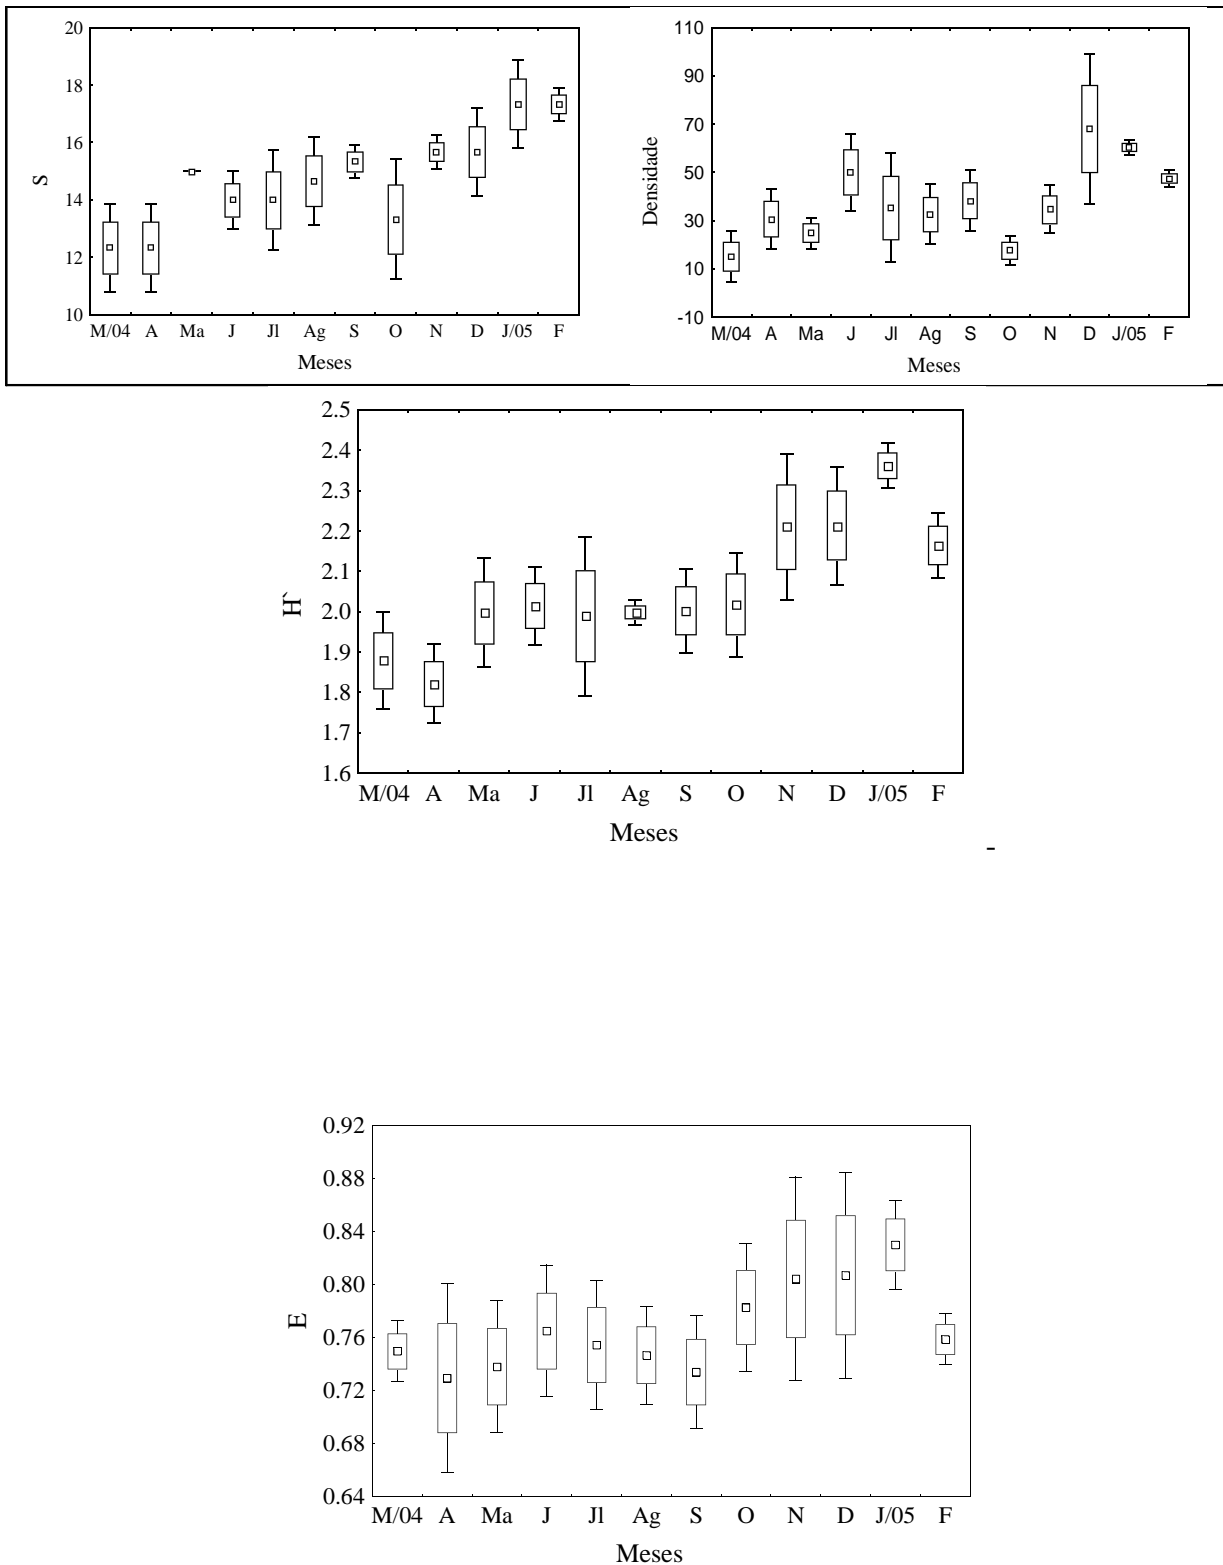 20
18
16
14
12
10
S
M/04 A Ma J Jl Ag S O N D J/05 F
Meses
110
90
70
50
30
10
-10
Densidade
M/04 A Ma J Jl Ag S O N D J/05 F
Meses
2.5
2.4
2.3
2.2
2.1
2.0
1.9
1.8
1.7
1.6
H`
M/04 A Ma J Jl Ag S O N D J/05 F
Meses
-
0.92
0.88
0.84
0.80
0.76
0.72
0.68
0.64
E
M/04 A Ma J Jl Ag S O N D J/05 F
Meses